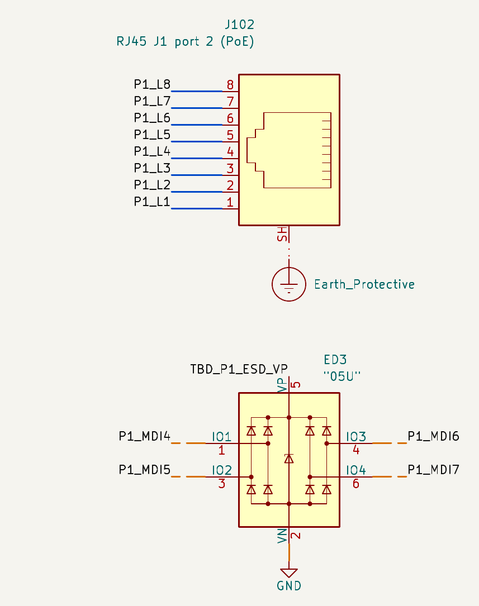 J102
RJ45 J1 port 2 (PoE)
P1_L8 8
P1_L7 7
P1_L6 6
P1_L5 5
P1_L4 4
P1_L3 3
P1_L2 2
P1_L1 1
SH
Earth_Protective
ED3
"05U"
TBD_P1_ESD_VP
VP 5
P1_MDI4 IO1 1
IO3 4 P1_MDI6
P1_MDI5 IO2 3
IO4 6 P1_MDI7
VN 2
GND